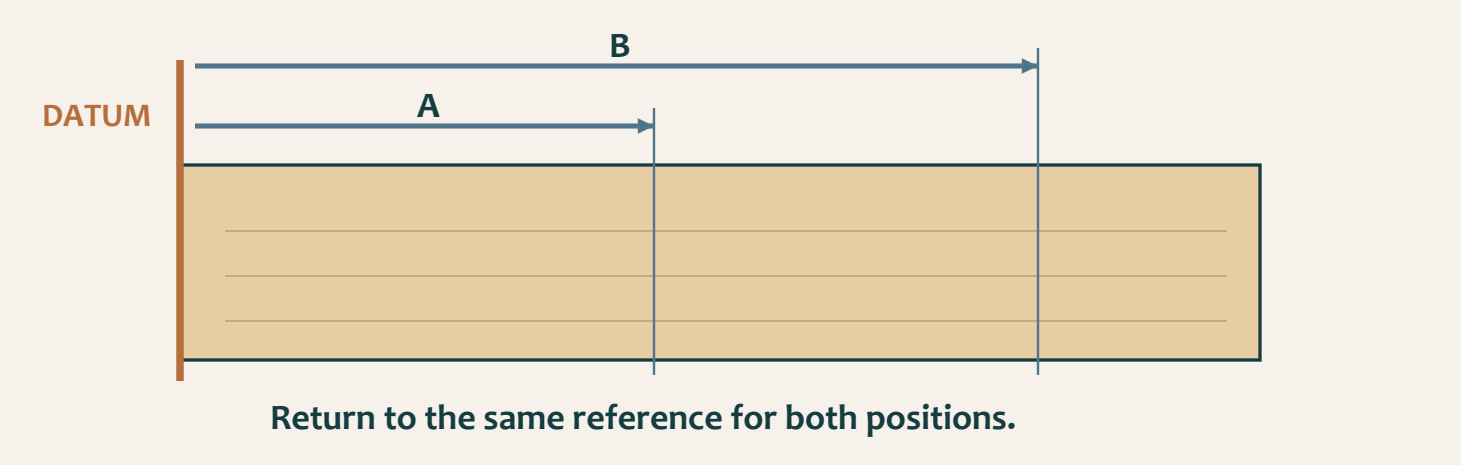 B
A
DATUM
Return to the same reference for both positions.